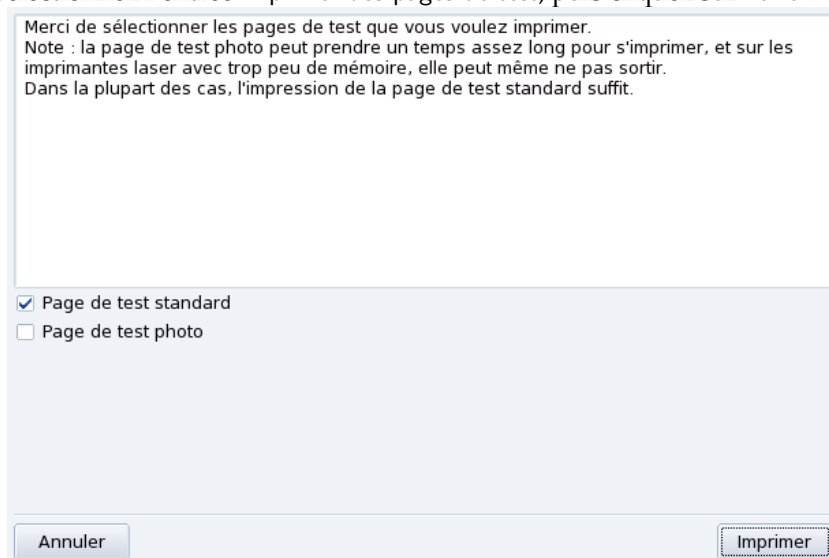 Merci de sélectionner les pages de test que vous voulez imprimer.
Note : la page de test photo peut prendre un temps assez long pour s'imprimer, et sur les
imprimantes laser avec trop peu de mémoire, elle peut même ne pas sortir.
Dans la plupart des cas, l'impression de la page de test standard suffit.
Page de test standard
Page de test photo
Annuler
Imprimer